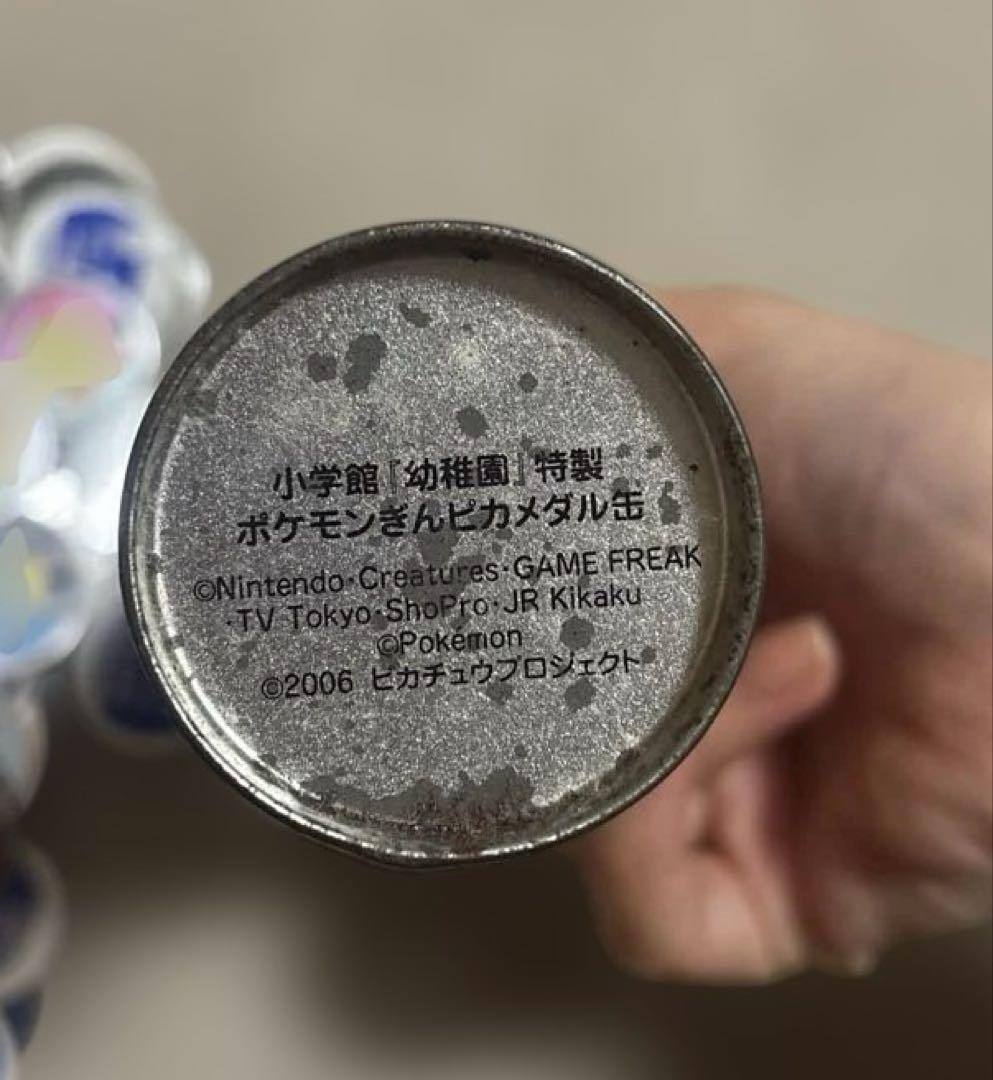 小学館『幼稚園』特製
ポケモンぎんピカメダル缶
©Nintendo・Creatures・GAME FREAK
・TV Tokyo・ShoPro・JR Kikaku
©Pokémon
©2006 ピカチュウプロジェクト